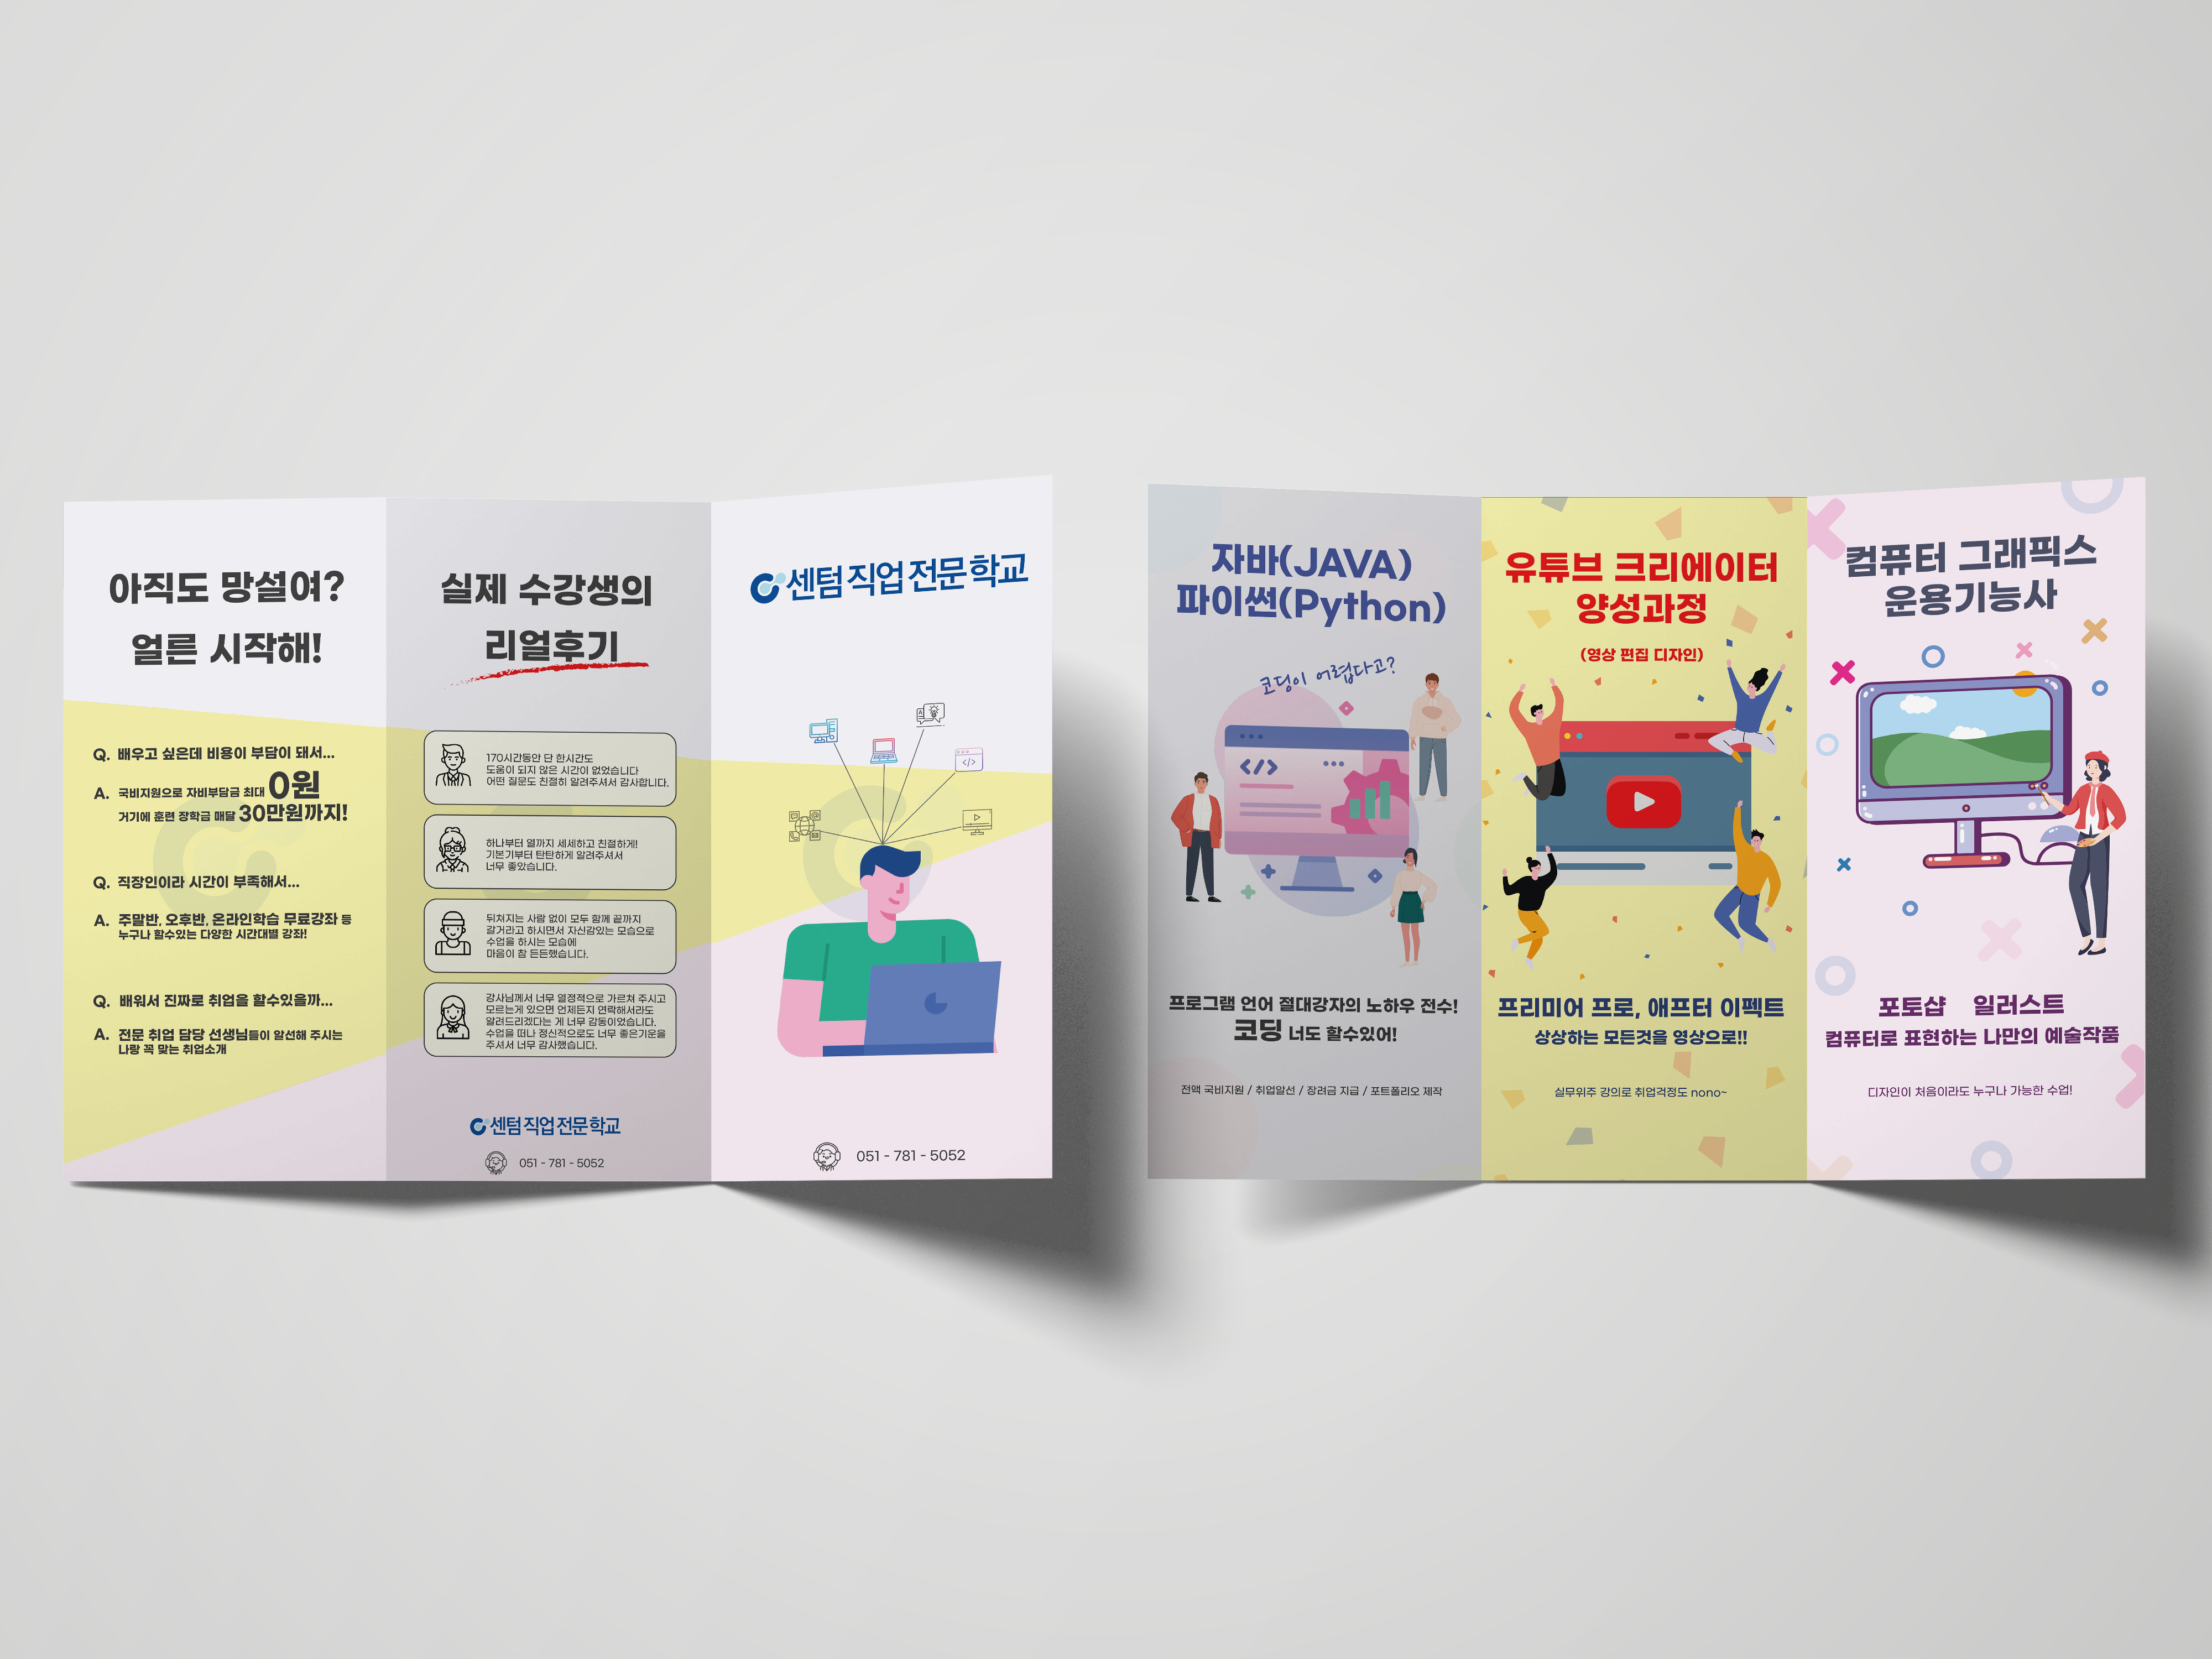 아직도 망설여?
얼른 시작해!
Q. 배우고 싶은데 비용이 부담이 돼서...
A. 국비지원으로 자비부담금 최대 0원
거기에 훈련 장학금 매달 30만원까지!
Q. 직장인이라 시간이 부족해서...
A. 주말반, 오후반, 온라인학습 무료강좌 등
누구나 할수있는 다양한 시간대별 강좌!
Q. 배워서 진짜로 취업을 할수있을까...
A. 전문 취업 담당 선생님들이 알선해 주시는
나랑 꼭 맞는 취업소개
실제 수강생의
리얼후기
170시간동안 단 한시간도
도움이 되지 않은 시간이 없었습니다
어떤 질문도 친절히 알려주셔서 감사합니다.
하나부터 열까지 세세하고 친절하게!
기본기부터 탄탄하게 알려주셔서
너무 좋았습니다.
뒤쳐지는 사람 없이 모두 함께 끝까지
갈거라고 하시면서 자신감있는 모습으로
수업을 하시는 모습에
마음이 참 든든했습니다.
강사님께서 너무 열정적으로 가르쳐 주시고
모르는게 있으면 언제든지 연락해서라도
알려드리겠다는 게 너무 감동이었습니다.
수업을 떠나 정신적으로도 너무 좋은기운을
주셔서 너무 감사했습니다.
센텀직업전문학교
051 - 781 - 5052
센텀직업전문학교
051 - 781 - 5052
자바(JAVA)
파이썬(Python)
코딩이 어렵다고?
프로그램 언어 절대강자의 노하우 전수!
코딩 너도 할수있어!
전액 국비지원 / 취업알선 / 장려금 지급 / 포트폴리오 제작
유튜브 크리에이터
양성과정
(영상 편집 디자인)
프리미어 프로, 애프터 이펙트
상상하는 모든것을 영상으로!!
실무위주 강의로 취업걱정도 nono~
컴퓨터 그래픽스
운용기능사
포토샵 일러스트
컴퓨터로 표현하는 나만의 예술작품
디자인이 처음이라도 누구나 가능한 수업!